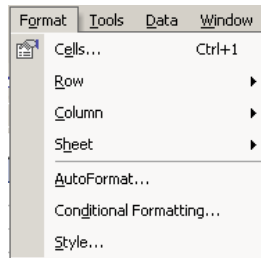 Format Tools Data Window
Cells... Ctrl+1
Row
Column
Sheet
AutoFormat...
Conditional Formatting...
Style...